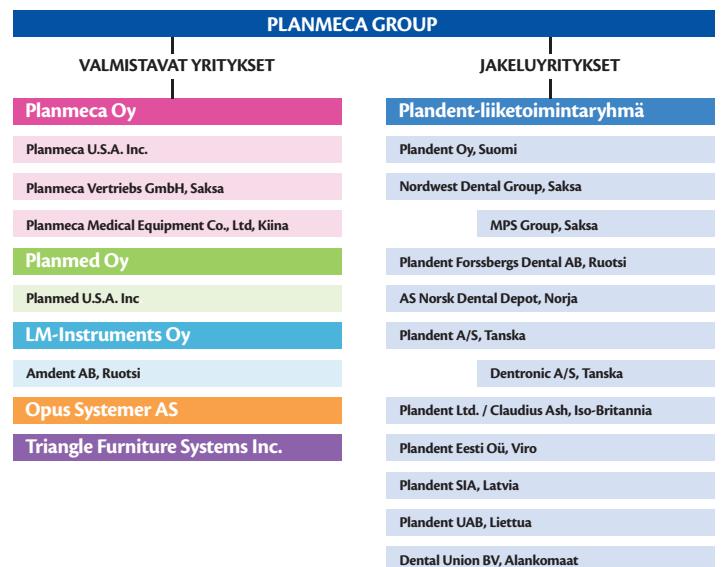 PLANMECA GROUP
VALMISTAVAT YRITYKSET
Planmeca Oy
Planmeca U.S.A. Inc.
Planmeca Vertriebs GmbH, Saksa
Planmeca Medical Equipment Co., Ltd, Kiina
Planmed Oy
Planmed U.S.A. Inc
LM-Instruments Oy
Amdent AB, Ruotsi
Opus Systemer AS
Triangle Furniture Systems Inc.
JAKELUYRITYKSET
Plandent-liiketoimintaryhmä
Plandent Oy, Suomi
Nordwest Dental Group, Saksa
MPS Group, Saksa
Plandent Forssbergs Dental AB, Ruotsi
AS Norsk Dental Depot, Norja
Plandent A/S, Tanska
Dentronic A/S, Tanska
Plandent Ltd. / Claudius Ash, Iso-Britannia
Plandent Eesti Oü, Viro
Plandent SIA, Latvia
Plandent UAB, Liettua
Dental Union BV, Alankomaat